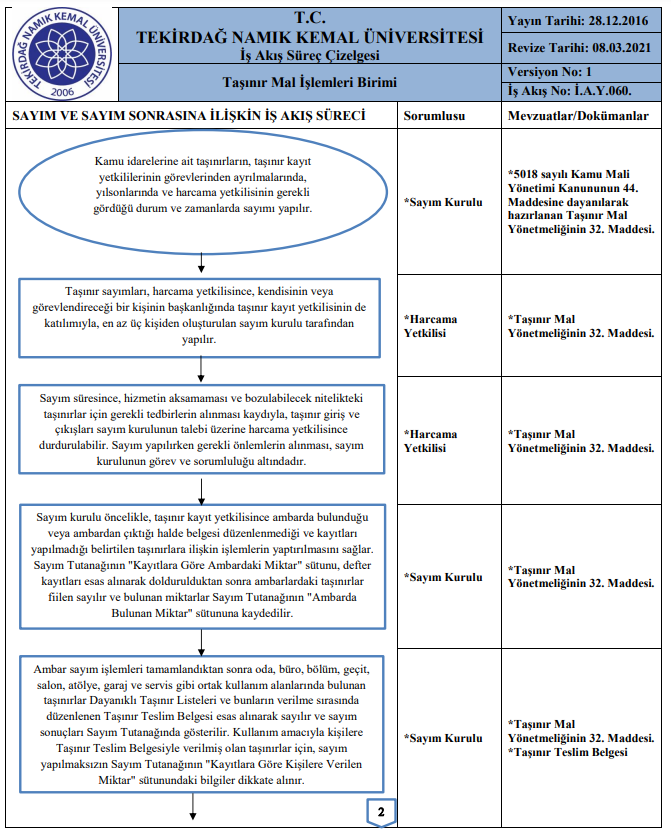 TEKİRDAĞ NAMIK KEMAL ÜNİVERSİTESİ
2006
T.C.
TEKİRDAĞ NAMIK KEMAL ÜNİVERSİTESİ
İş Akış Süreç Çizelgesi
Taşınır Mal İşlemleri Birimi
Yayın Tarihi: 28.12.2016
Revize Tarihi: 08.03.2021
Versiyon No: 1
İş Akış No: İ.A.Y.060.
SAYIM VE SAYIM SONRASINA İLİŞKİN İŞ AKIŞ SÜRECİ
Sorumlusu
Mevzuatlar/Dokümanlar
Kamu idarelerine ait taşınırların, taşınır kayıt
yetkililerinin görevlerinden ayrılmalarında,
yılsonlarında ve harcama yetkilisinin gerekli
gördüğü durum ve zamanlarda sayımı yapılır.
*Sayım Kurulu
*5018 sayılı Kamu Mali
Yönetimi Kanununun 44.
Maddesine dayanılarak
hazırlanan Taşınır Mal
Yönetmeliğinin 32. Maddesi.
Taşınır sayımları, harcama yetkilisince, kendisinin veya
görevlendireceği bir kişinin başkanlığında taşınır kayıt yetkilisinin de
katılımıyla, en az üç kişiden oluşturulan sayım kurulu tarafından
yapılır.
*Harcama
Yetkilisi
*Taşınır Mal
Yönetmeliğinin 32. Maddesi.
Sayım süresince, hizmetin aksamaması ve bozulabilecek nitelikteki
taşınırlar için gerekli tedbirlerin alınması kaydıyla, taşınır giriş ve
çıkışları sayım kurulunun talebi üzerine harcama yetkilisince
durdurulabilir. Sayım yapılırken gerekli önlemlerin alınması, sayım
kurulunun görev ve sorumluluğu altındadır.
*Harcama
Yetkilisi
*Taşınır Mal
Yönetmeliğinin 32. Maddesi.
Sayım kurulu öncelikle, taşınır kayıt yetkilisince ambarda bulunduğu
veya ambardan çıktığı halde belgesi düzenlenmediği ve kayıtları
yapılmadığı belirtilen taşınırlara ilişkin işlemlerin yaptırılmasını sağlar.
Sayım Tutanağının "Kayıtlara Göre Ambardaki Miktar" sütunu, defter
kayıtları esas alınarak doldurulduktan sonra ambarlardaki taşınırlar
fiilen sayılır ve bulunan miktarlar Sayım Tutanağının "Ambarda
Bulunan Miktar" sütununa kaydedilir.
*Sayım Kurulu
*Taşınır Mal
Yönetmeliğinin 32. Maddesi.
Ambar sayım işlemleri tamamlandıktan sonra oda, büro, bölüm, geçit,
salon, atölye, garaj ve servis gibi ortak kullanım alanlarında bulunan
taşınırlar Dayanıklı Taşınır Listeleri ve bunların verilme sırasında
düzenlenen Taşınır Teslim Belgesi esas alınarak sayılır ve sayım
sonuçları Sayım Tutanağında gösterilir. Kullanım amacıyla kişilere
Taşınır Teslim Belgesiyle verilmiş olan taşınırlar için, sayım
yapılmaksızın Sayım Tutanağının "Kayıtlara Göre Kişilere Verilen
Miktar" sütunundaki bilgiler dikkate alınır.
*Sayım Kurulu
*Taşınır Mal
Yönetmeliğinin 32. Maddesi.
*Taşınır Teslim Belgesi
2